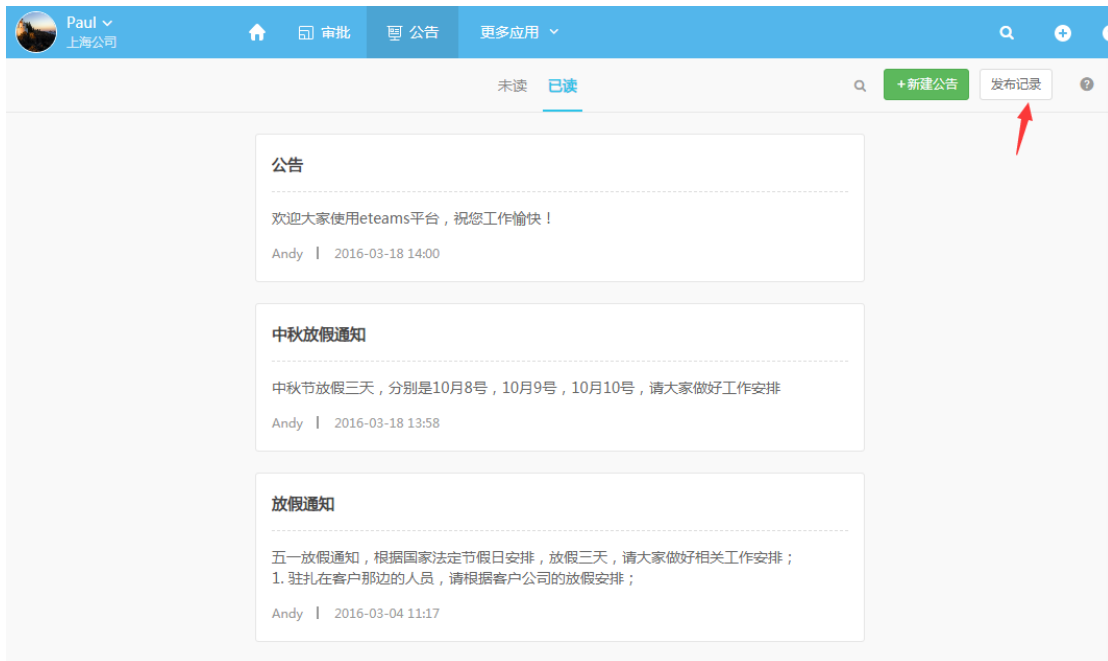 Paul
上海公司
审批
公告
更多应用
未读
已读
+新建公告
发布记录
公告
欢迎大家使用eteams平台，祝您工作愉快！
Andy | 2016-03-18 14:00
中秋放假通知
中秋节放假三天，分别是10月8号，10月9号，10月10号，请大家做好工作安排
Andy | 2016-03-18 13:58
放假通知
五一放假通知，根据国家法定节假日安排，放假三天，请大家做好相关工作安排；
1. 驻扎在客户那边的人员，请根据客户公司的放假安排；
Andy | 2016-03-04 11:17